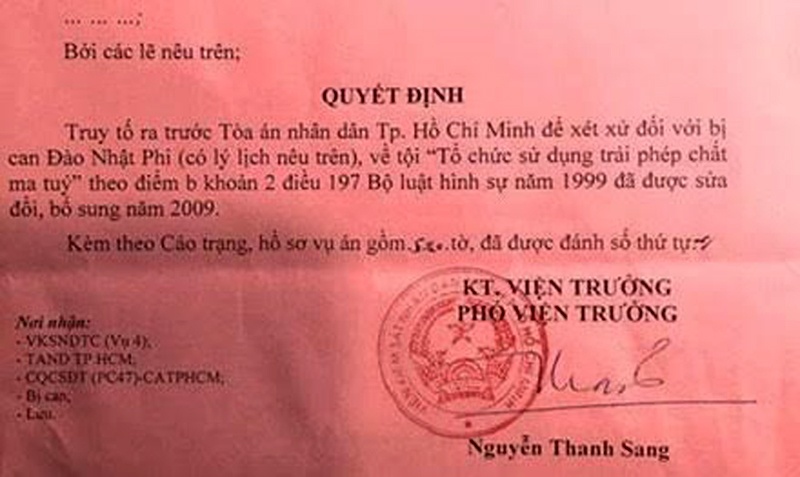 ... ... ...;
Bởi các lẽ nêu trên;
QUYẾT ĐỊNH
Truy tố ra trước Tòa án nhân dân Tp. Hồ Chí Minh để xét xử đối với bị
can Đào Nhật Phi (có lý lịch nêu trên), về tội “Tổ chức sử dụng trái phép chất
ma tuý” theo điểm b khoản 2 điều 197 Bộ luật hình sự năm 1999 đã được sửa
đổi, bổ sung năm 2009.
Kèm theo Cáo trạng, hồ sơ vụ án gồm tờ, đã được đánh số thứ tự
KT. VIỆN TRƯỞNG
PHÓ VIỆN TRƯỞNG
Nơi nhận:
- VKSNDTC (Vụ 4);
- TAND TP.HCM;
- CQCSĐT (PC47)-CATPHCM;
- Bị can;
- Lưu.
Nguyễn Thanh Sang